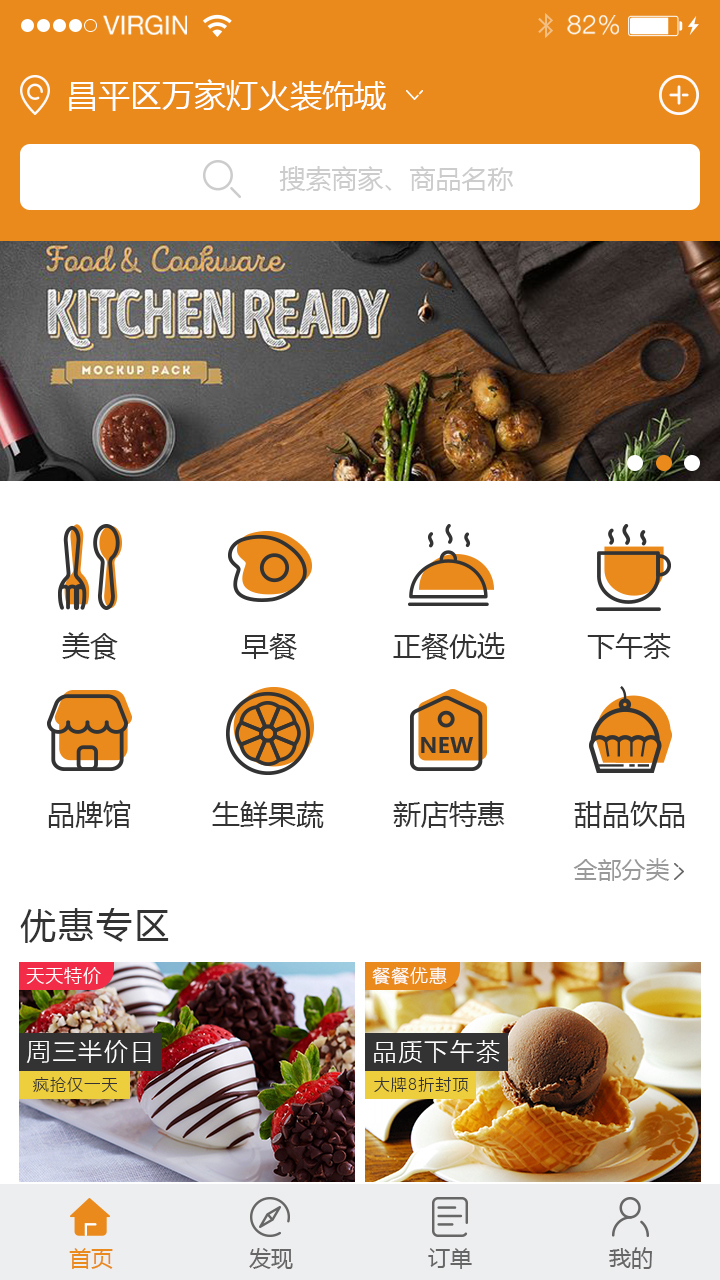 VIRGIN 82%
昌平区万家灯火装饰城
搜索商家、商品名称
Food & Cookware
KITCHEN READY
MOCKUP PACK
美食 早餐 正餐优选 下午茶
NEW
品牌馆 生鲜果蔬 新店特惠 甜品饮品
全部分类
优惠专区
天天特价 餐餐优惠
周三半价日 品质下午茶
疯抢仅一天 大牌8折封顶
首页 发现 订单 我的